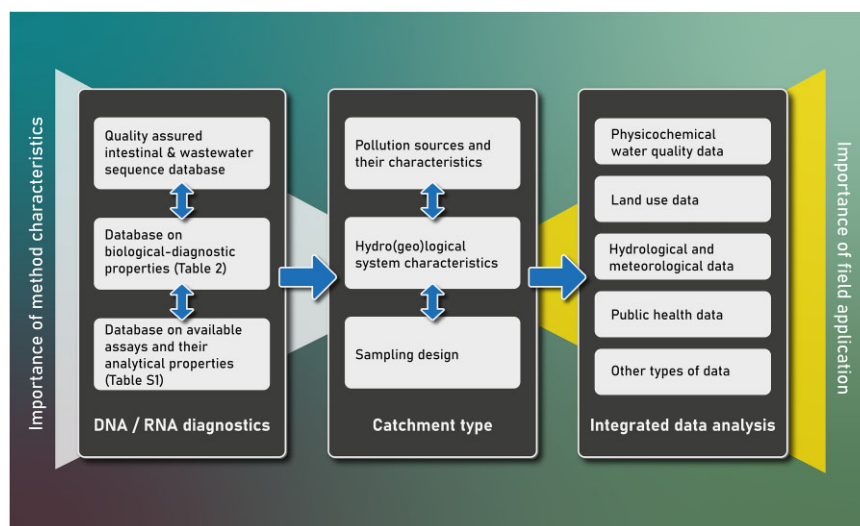 Importance of method characteristics
Quality assured
intestinal & wastewater
sequence database
Database on
biological-diagnostic
properties (Table 2)
Database on available
assays and their
analytical properties
(Table S1)
DNA / RNA diagnostics
Pollution sources and
their characteristics
Hydro(geo)logical
system characteristics
Sampling design
Catchment type
Physicochemical
water quality data
Land use data
Hydrological and
meteorological data
Public health data
Other types of data
Integrated data analysis
Importance of field application